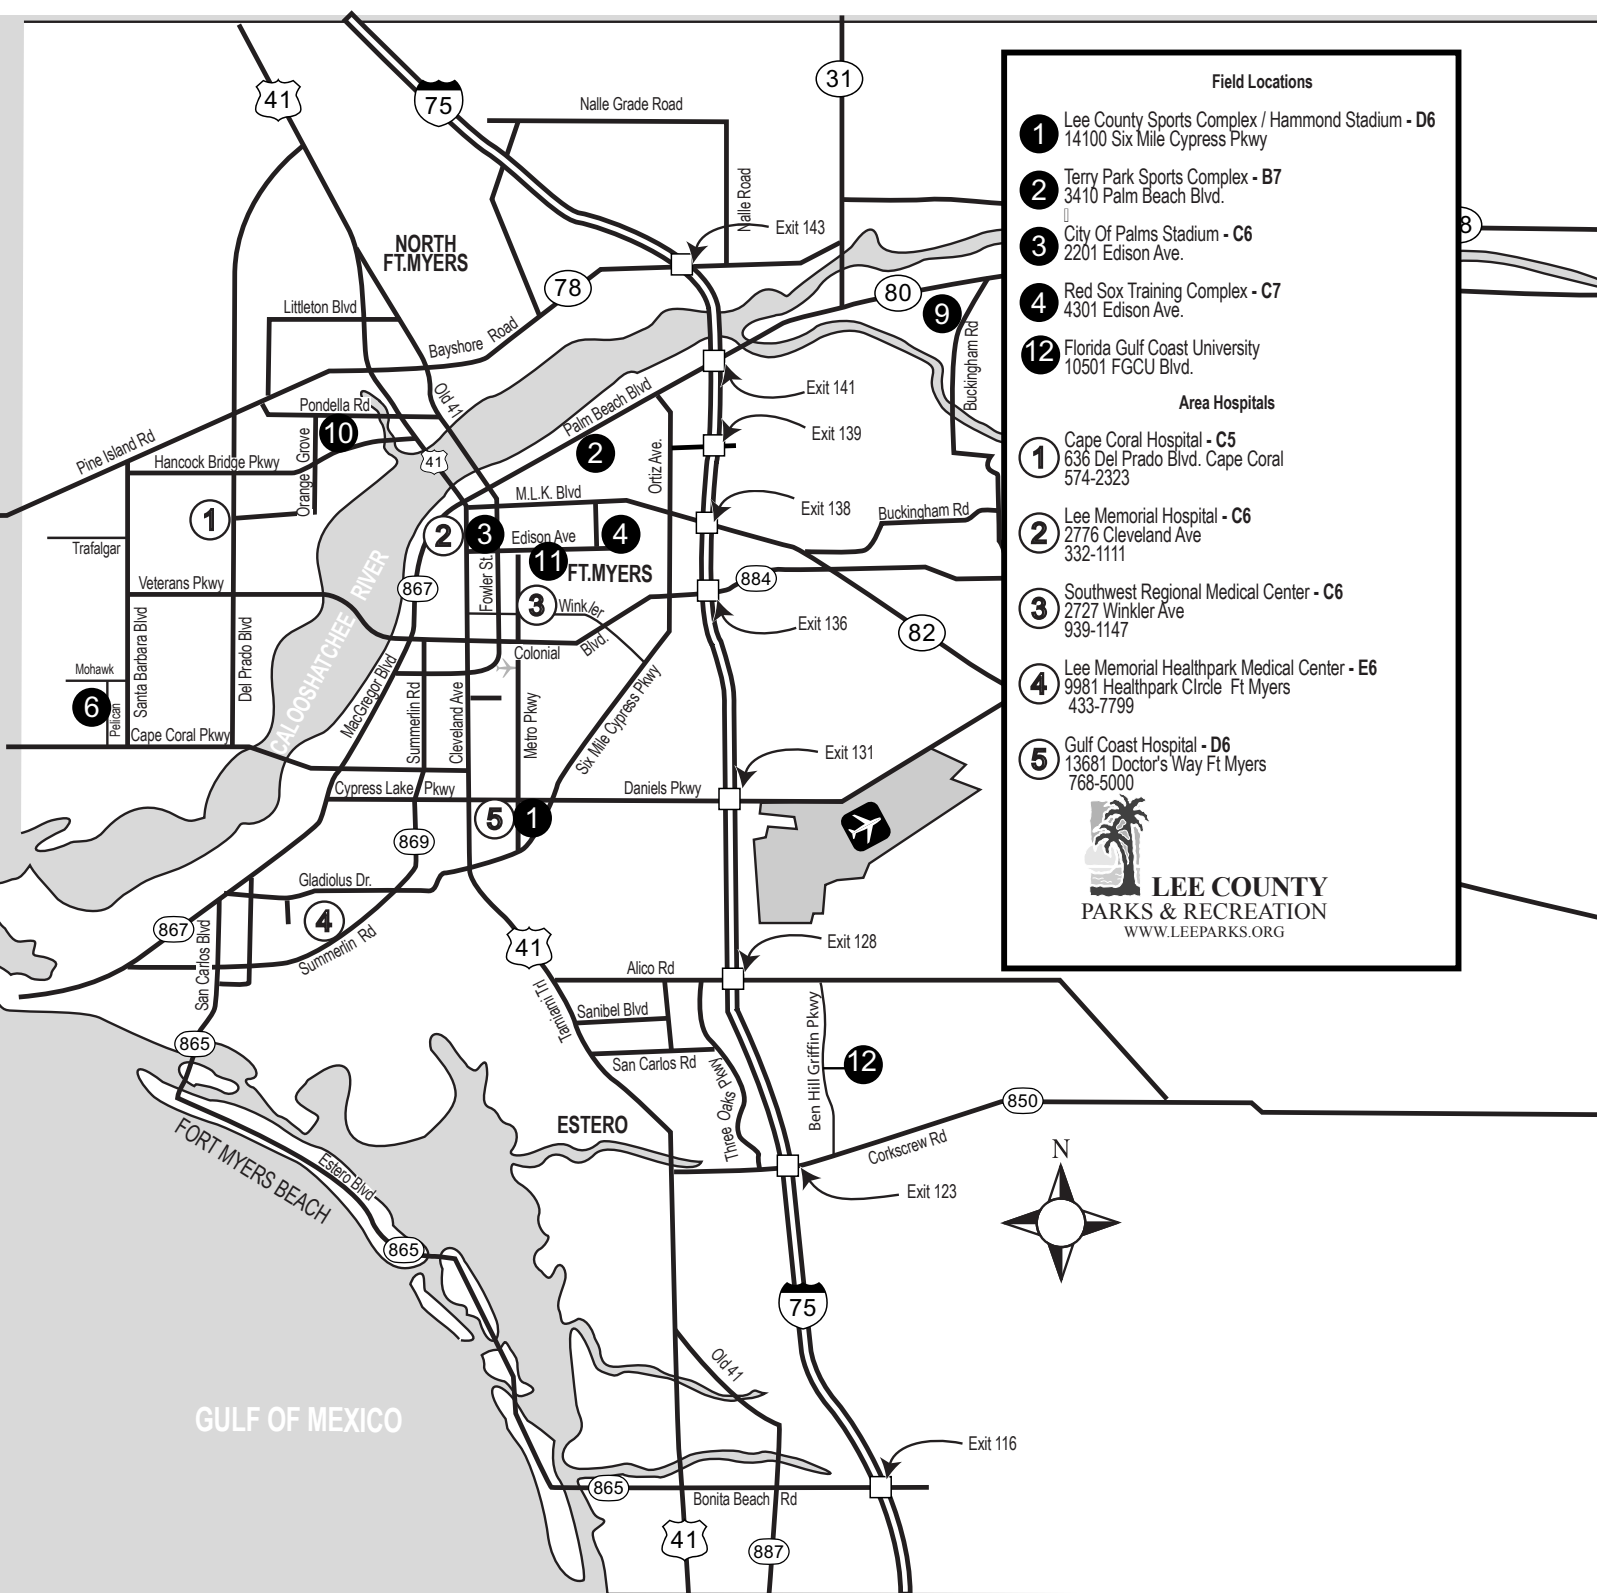 41
75
31
Nalle Grade Road
Nalle Road
Exit 143
NORTH
FT.MYERS
78
80
9
Littleton Blvd
Bayshore Road
Buckingham Rd
Exit 141
Old 41
Pondella Rd
Palm Beach Blvd
Exit 139
10
Pine Island Rd
Hancock Bridge Pkwy
Orange Grove
41
2
Ortiz Ave.
M.L.K. Blvd
Exit 138
Buckingham Rd
1
2
3
Edison Ave
4
Trafalgar
11
FT.MYERS
Veterans Pkwy
867
Fowler St.
884
3
Winkler
Exit 136
82
CALOOSHATCHEE RIVER
Santa Barbara Blvd
Del Prado Blvd
Colonial Blvd.
Mohawk
6
Pelican
MacGregor Blvd
Summerlin Rd
Cleveland Ave
Metro Pkwy
Six Mile Cypress Pkwy
Cape Coral Pkwy
Exit 131
Cypress Lake Pkwy
Daniels Pkwy
5
1
869
Gladiolus Dr.
4
867
San Carlos Blvd
Summerlin Rd
41
Exit 128
Alico Rd
Tamiami Trl
Sanibel Blvd
San Carlos Rd
Three Oaks Pkwy
Ben Hill Griffin Pkwy
12
865
850
ESTERO
Corkscrew Rd
FORT MYERS BEACH
Estero Blvd
Exit 123
N
865
75
Old 41
GULF OF MEXICO
Exit 116
865
Bonita Beach Rd
41
887
8
Field Locations
1 Lee County Sports Complex / Hammond Stadium - D6
14100 Six Mile Cypress Pkwy
2 Terry Park Sports Complex - B7
3410 Palm Beach Blvd.
3 City Of Palms Stadium - C6
2201 Edison Ave.
4 Red Sox Training Complex - C7
4301 Edison Ave.
12 Florida Gulf Coast University
10501 FGCU Blvd.
Area Hospitals
1 Cape Coral Hospital - C5
636 Del Prado Blvd. Cape Coral
574-2323
2 Lee Memorial Hospital - C6
2776 Cleveland Ave
332-1111
3 Southwest Regional Medical Center - C6
2727 Winkler Ave
939-1147
4 Lee Memorial Healthpark Medical Center - E6
9981 Healthpark CIrcle Ft Myers
433-7799
5 Gulf Coast Hospital - D6
13681 Doctor's Way Ft Myers
768-5000
LEE COUNTY
PARKS & RECREATION
WWW.LEEPARKS.ORG